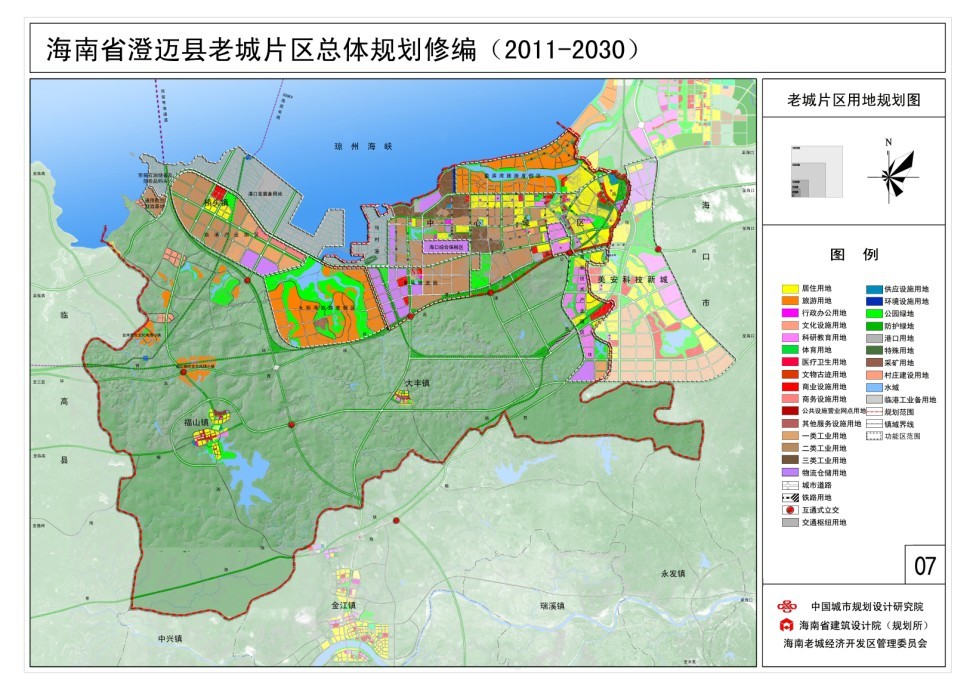 海南省澄迈县老城片区总体规划修编（2011-2030）
老城片区用地规划图
N
琼州海峡
桥头镇
海口综合保税区
美安科技新城
海口市
临高县
福山镇
大丰镇
金江镇
瑞溪镇
永发镇
中兴镇
图 例
居住用地
旅游用地
行政办公用地
文化设施用地
科研教育用地
体育用地
医疗卫生用地
文物古迹用地
商业设施用地
商务设施用地
公共设施营业网点用地
其他服务设施用地
一类工业用地
二类工业用地
三类工业用地
物流仓储用地
城市道路
铁路用地
互通式立交
交通枢纽用地
供应设施用地
环境设施用地
公园绿地
防护绿地
港口用地
特殊用地
采矿用地
村庄建设用地
水域
临港工业备用地
规划范围
镇域界线
功能区范围
07
中国城市规划设计研究院
海南省建筑设计院（规划所）
海南老城经济开发区管理委员会